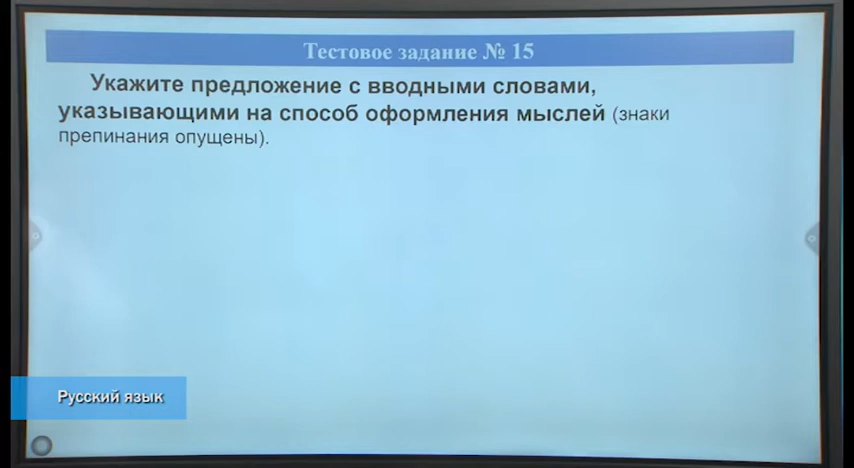 Тестовое задание № 15
Укажите предложение с вводными словами,
указывающими на способ оформления мыслей (знаки
препинания опущены).
Русский язык